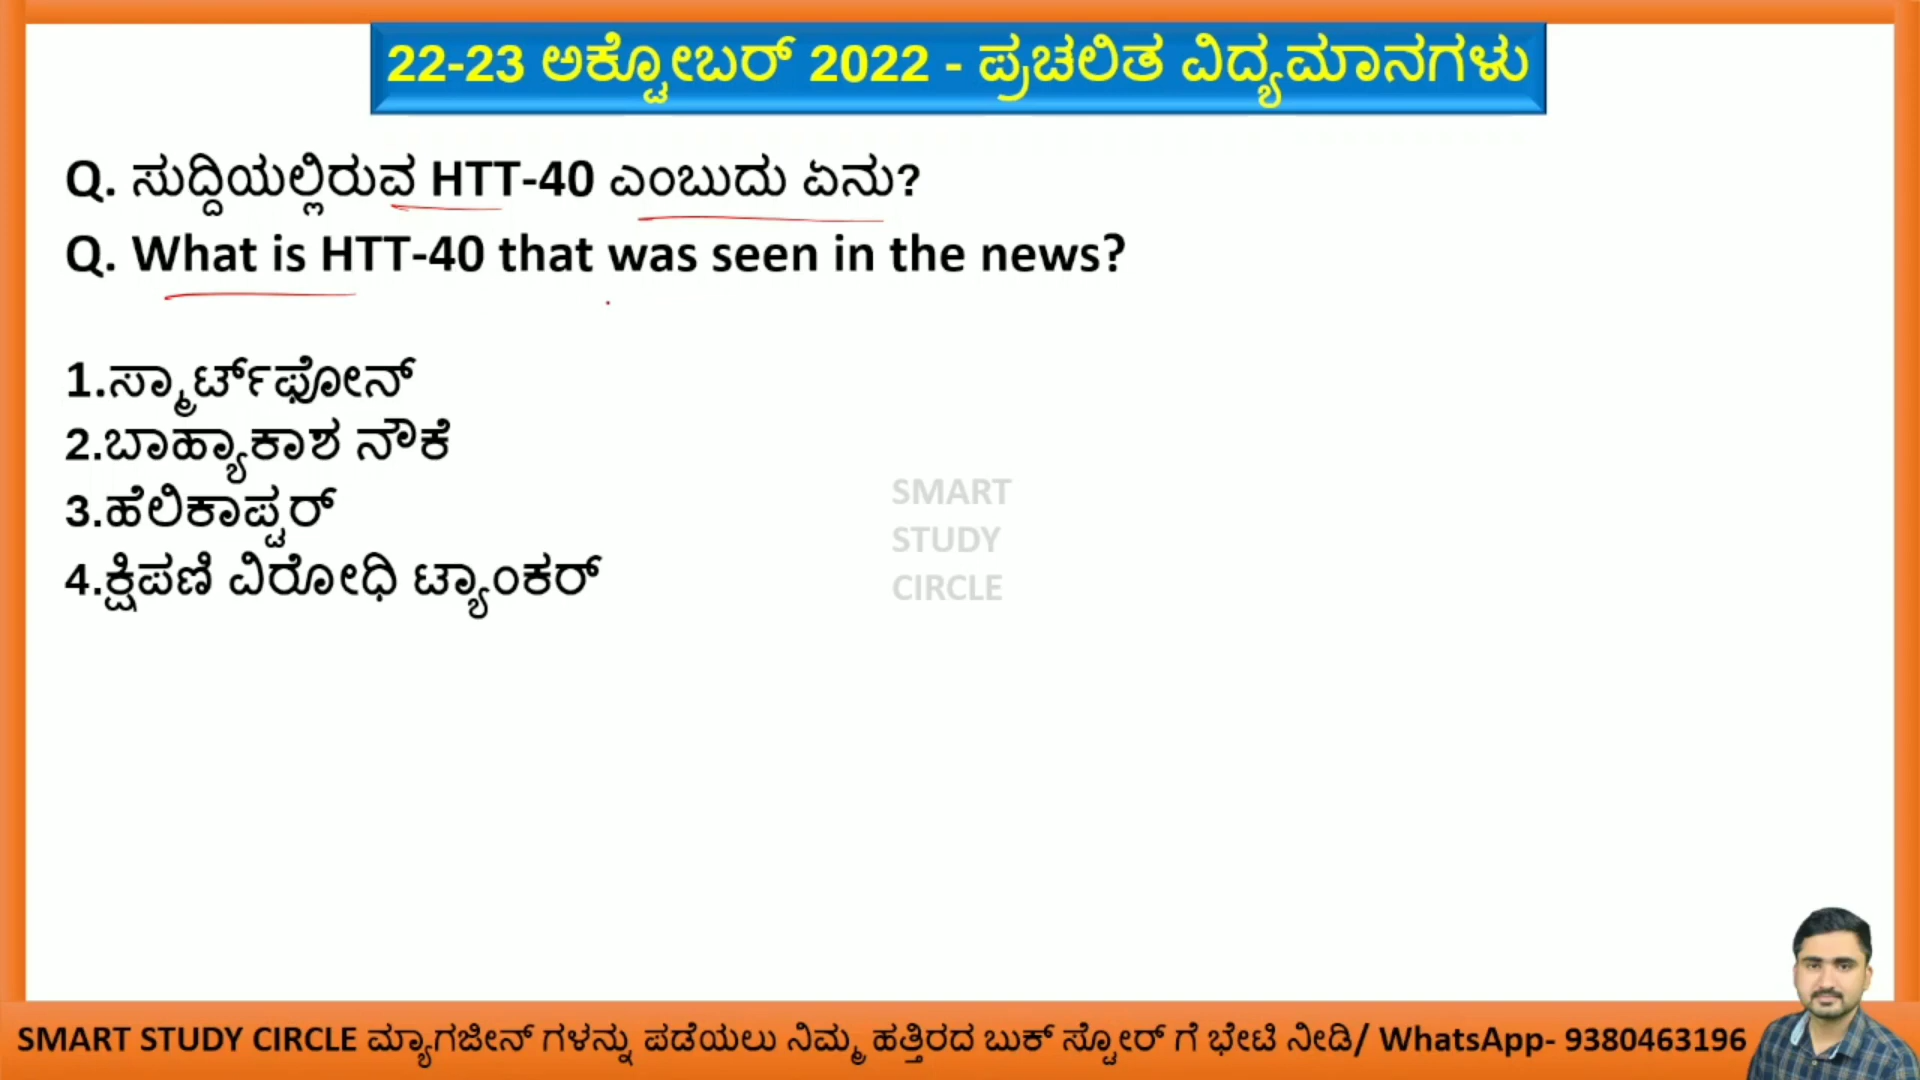 22-23 ಅಕ್ಟೋಬರ್ 2022 - ಪ್ರಚಲಿತ ವಿದ್ಯಮಾನಗಳು
Q. ಸುದ್ದಿಯಲ್ಲಿರುವ HTT-40 ಎಂಬುದು ಏನು?
Q. What is HTT-40 that was seen in the news?
1.ಸ್ಮಾರ್ಟ್‌ಫೋನ್
2.ಬಾಹ್ಯಾಕಾಶ ನೌಕೆ
3.ಹೆಲಿಕಾಪ್ಟರ್
4.ಕ್ಷಿಪಣಿ ವಿರೋಧಿ ಟ್ಯಾಂಕರ್
SMART
STUDY
CIRCLE
SMART STUDY CIRCLE ಮ್ಯಾಗಜೀನ್ ಗಳನ್ನು ಪಡೆಯಲು ನಿಮ್ಮ ಹತ್ತಿರದ ಬುಕ್ ಸ್ಟೋರ್ ಗೆ ಭೇಟಿ ನೀಡಿ/ WhatsApp- 9380463196